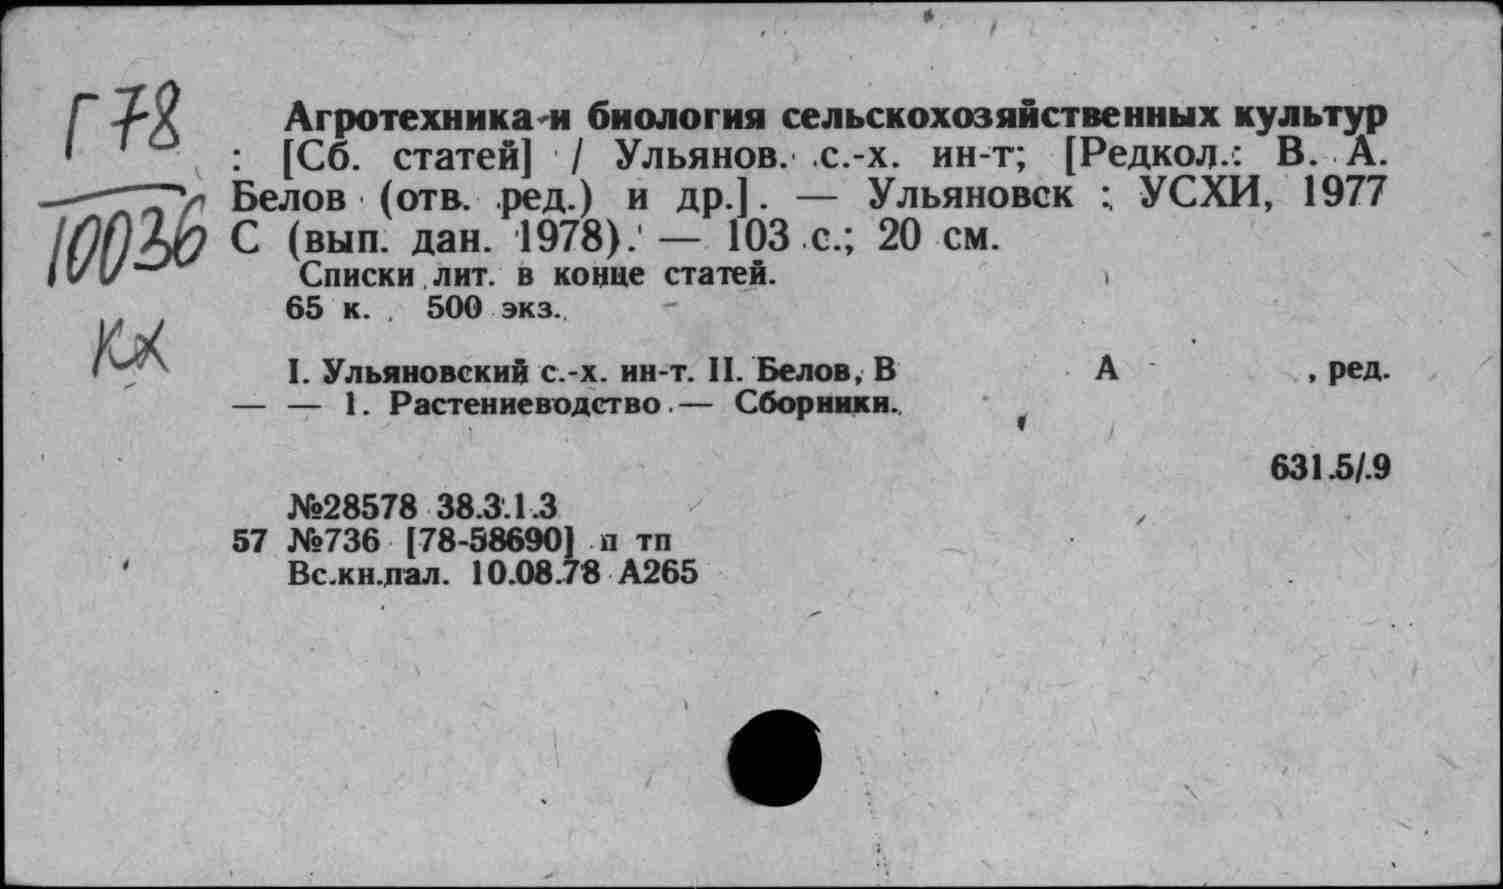 Г78
10036
КХ
Агротехника и биология сельскохозяйственных культур
: [Сб. статей] / Ульянов. с.-х. ин-т; [Редкол.: В. А.
Белов (отв. ред.) и др.]. — Ульяновск : УСХИ, 1977
С (вып. дан. 1978). — 103 с.; 20 см.
Списки лит. в конце статей.
65 к. 500 экз.
I. Ульяновский с.-х. ин-т. II. Белов, В А , ред.
— — 1. Растениеводство — Сборники.
631.5/.9
№28578 38.3.1.3
57 №736 [78-58690] п тп
Вс.кн.пал. 10.08.78 А265